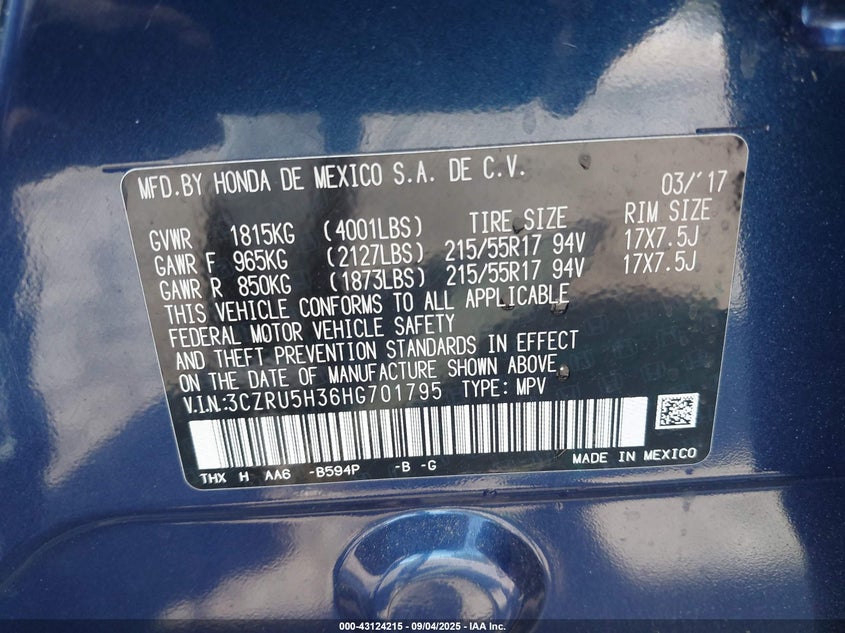 MFD.BY HONDA DE MEXICO S.A. DE C.V. 03/'17
GVWR 1815KG (4001LBS) TIRE SIZE RIM SIZE
GAWR F 965KG (2127LBS) 215/55R17 94V 17X7.5J
GAWR R 850KG (1873LBS) 215/55R17 94V 17X7.5J
THIS VEHICLE CONFORMS TO ALL APPLICABLE
FEDERAL MOTOR VEHICLE SAFETY
AND THEFT PREVENTION STANDARDS IN EFFECT
ON THE DATE OF MANUFACTURE SHOWN ABOVE.
V.I.N:3CZRU5H36HG701795 TYPE: MPV
THX H AA6 -B594P -B -G MADE IN MEXICO
000-43124215 - 09/04/2025 - IAA Inc.